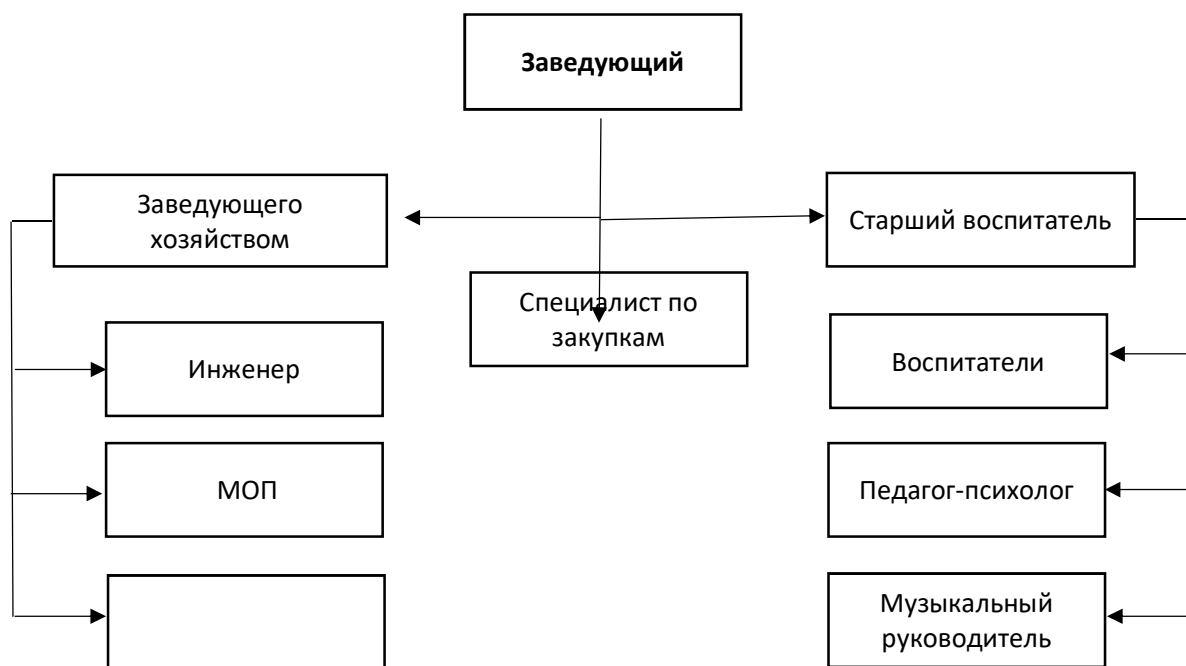 Заведующий
Заведующего
хозяйством
Старший воспитатель
Специалист по
закупкам
Инженер
Воспитатели
МОП
Педагог-психолог
Музыкальный
руководитель